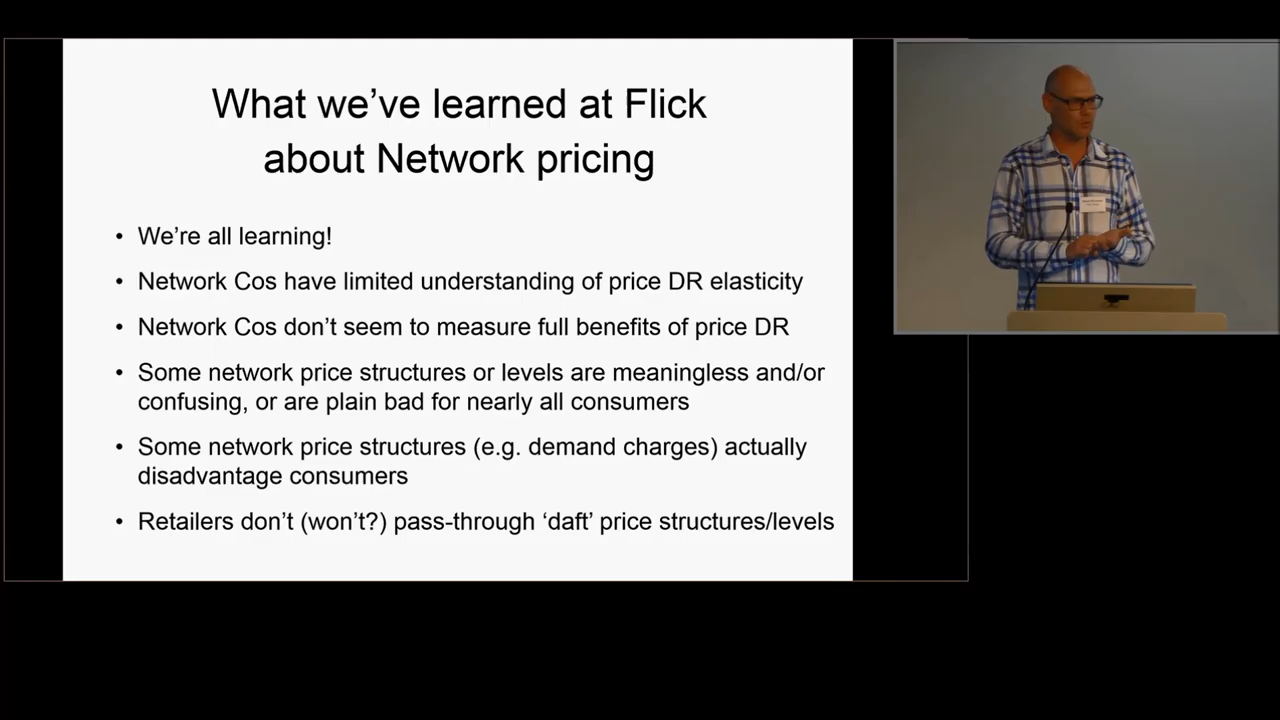 What we've learned at Flick
about Network pricing
• We're all learning!
• Network Cos have limited understanding of price DR elasticity
• Network Cos don't seem to measure full benefits of price DR
• Some network price structures or levels are meaningless and/or
confusing, or are plain bad for nearly all consumers
• Some network price structures (e.g. demand charges) actually
disadvantage consumers
• Retailers don't (won't?) pass-through 'daft' price structures/levels